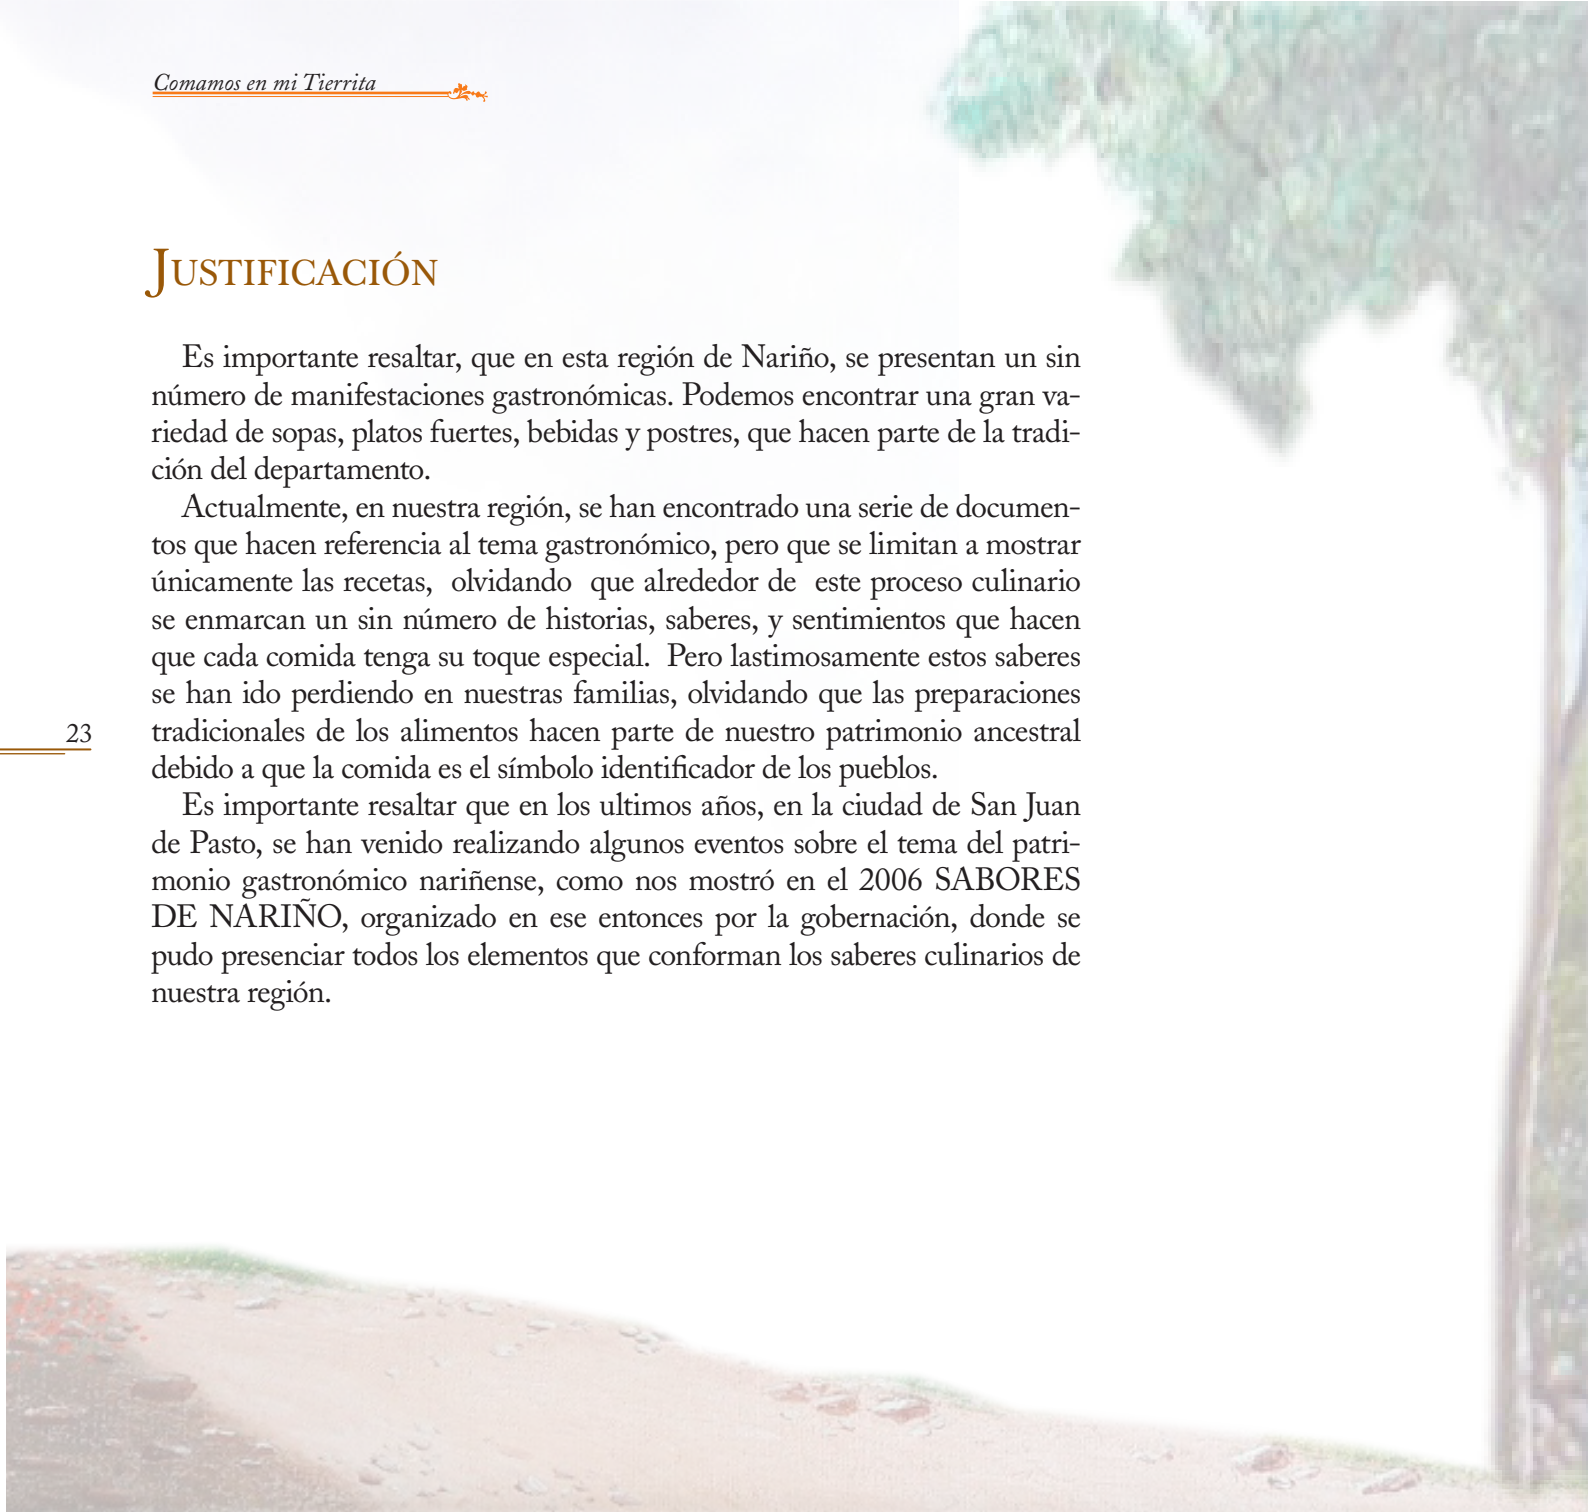 Comamos en mi Tierrita
JUSTIFICACIÓN
Es importante resaltar, que en esta región de Nariño, se presentan un sin
número de manifestaciones gastronómicas. Podemos encontrar una gran va-
riedad de sopas, platos fuertes, bebidas y postres, que hacen parte de la tradi-
ción del departamento.
Actualmente, en nuestra región, se han encontrado una serie de documen-
tos que hacen referencia al tema gastronómico, pero que se limitan a mostrar
únicamente las recetas, olvidando que alrededor de este proceso culinario
se enmarcan un sin número de historias, saberes, y sentimientos que hacen
que cada comida tenga su toque especial. Pero lastimosamente estos saberes
se han ido perdiendo en nuestras familias, olvidando que las preparaciones
tradicionales de los alimentos hacen parte de nuestro patrimonio ancestral
debido a que la comida es el símbolo identificador de los pueblos.
Es importante resaltar que en los ultimos años, en la ciudad de San Juan
de Pasto, se han venido realizando algunos eventos sobre el tema del patri-
monio gastronómico nariñense, como nos mostró en el 2006 SABORES
DE NARIÑO, organizado en ese entonces por la gobernación, donde se
pudo presenciar todos los elementos que conforman los saberes culinarios de
nuestra región.
23